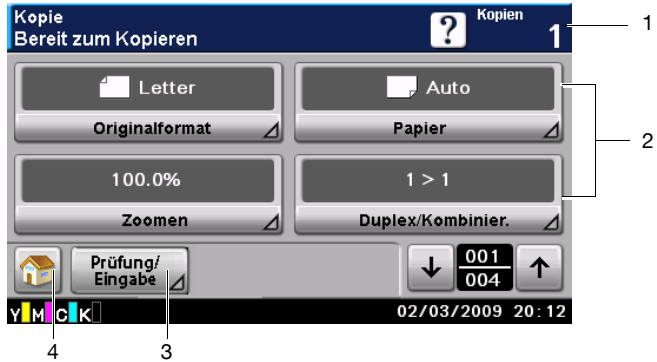 Kopie
Kopien
Bereit zum Kopieren
1
1
Letter
Auto
Originalformat
Papier
2
100.0%
1 > 1
Zoomen
Duplex/Kombinier.
Prüfung/
Eingabe
001
004
Y M C K
02/03/2009 20:12
4
3